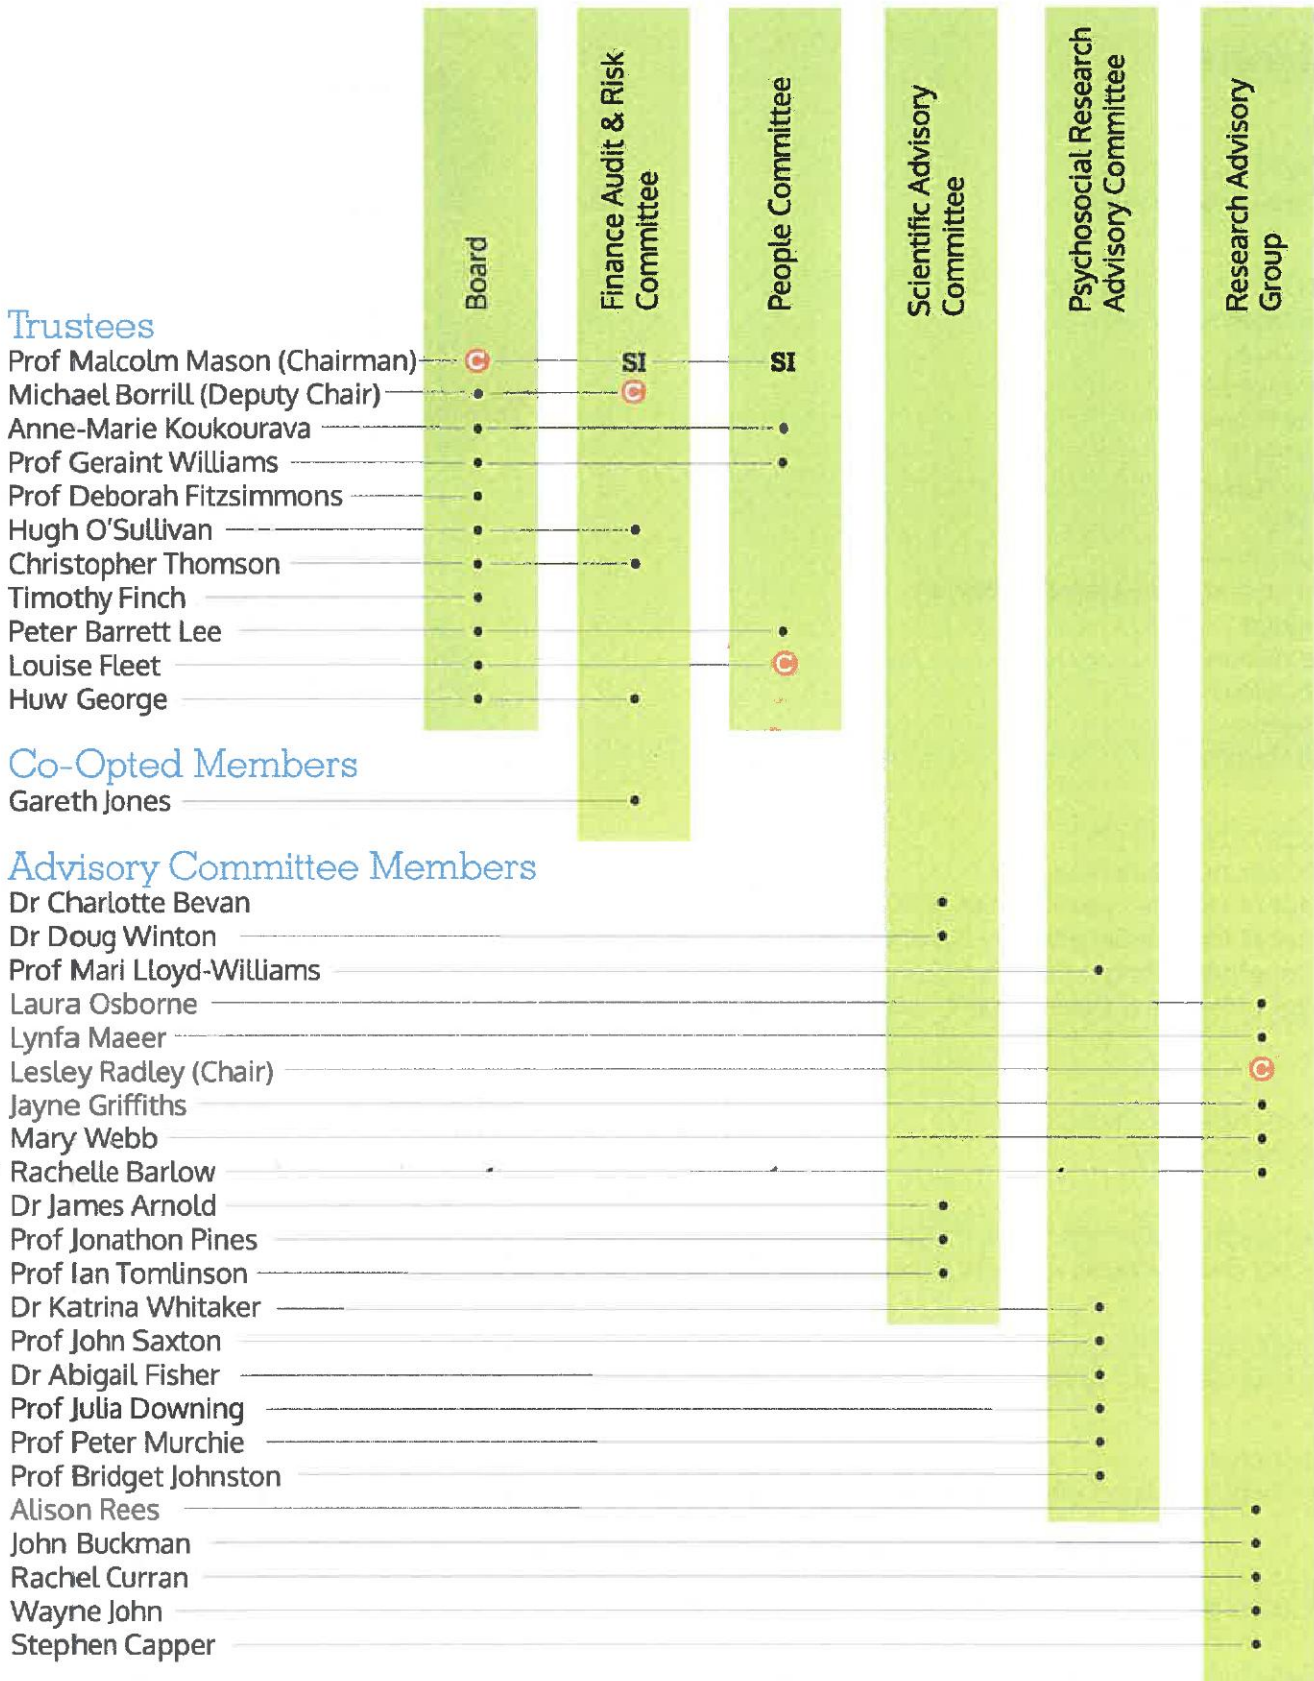 Board
Finance Audit & Risk
Committee
People Committee
Scientific Advisory
Committee
Psychosocial Research
Advisory Committee
Research Advisory
Group
Trustees
Prof Malcolm Mason (Chairman) C SI SI
Michael Borrill (Deputy Chair) C
Anne-Marie Koukourava
Prof Geraint Williams
Prof Deborah Fitzsimmons
Hugh O'Sullivan
Christopher Thomson
Timothy Finch
Peter Barrett Lee
Louise Fleet C
Huw George
Co-Opted Members
Gareth Jones
Advisory Committee Members
Dr Charlotte Bevan
Dr Doug Winton
Prof Mari Lloyd-Williams
Laura Osborne
Lynfa Maeer
Lesley Radley (Chair) C
Jayne Griffiths
Mary Webb
Rachelle Barlow
Dr James Arnold
Prof Jonathon Pines
Prof Ian Tomlinson
Dr Katrina Whitaker
Prof John Saxton
Dr Abigail Fisher
Prof Julia Downing
Prof Peter Murchie
Prof Bridget Johnston
Alison Rees
John Buckman
Rachel Curran
Wayne John
Stephen Capper